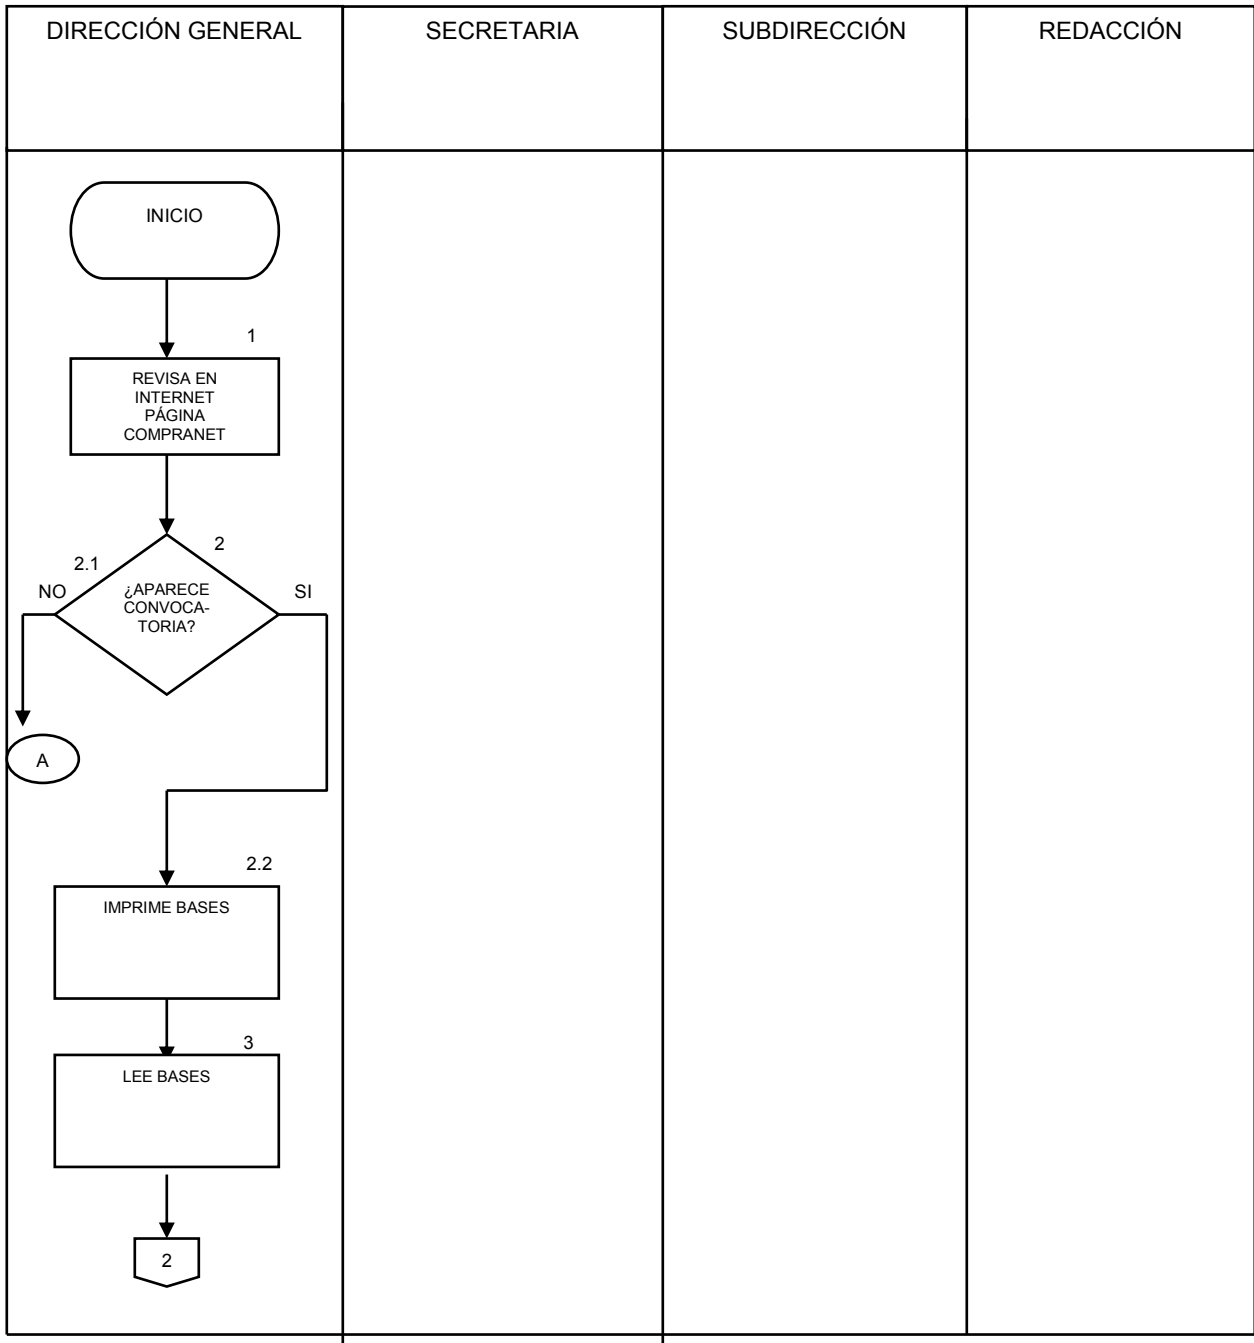 DIRECCIÓN GENERAL
SECRETARIA
SUBDIRECCIÓN
REDACCIÓN
INICIO
1
REVISA EN
INTERNET
PÁGINA
COMPRANET
2
2.1
NO
¿APARECE
CONVOCA-
TORIA?
SI
A
2.2
IMPRIME BASES
3
LEE BASES
2